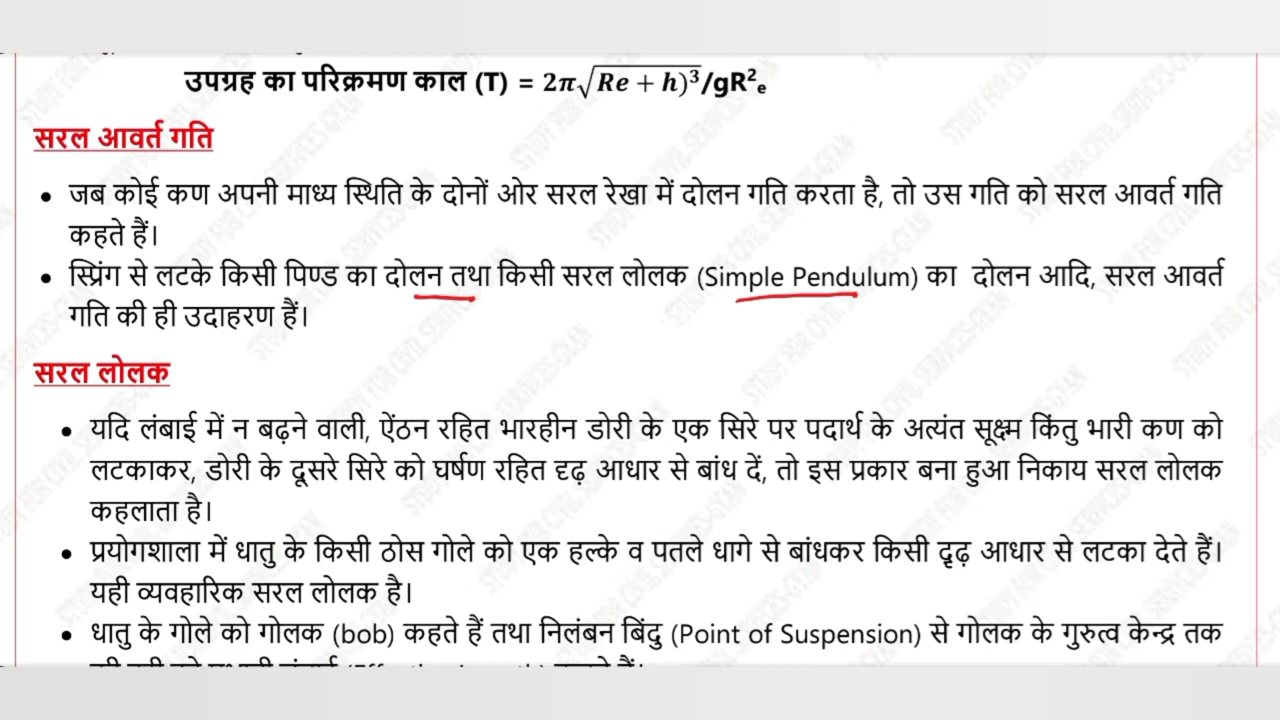 उपग्रह का परिक्रमण काल (T) = 2π√Re + h)³/gR²ₑ
सरल आवर्त गति
• जब कोई कण अपनी माध्य स्थिति के दोनों ओर सरल रेखा में दोलन गति करता है, तो उस गति को सरल आवर्त गति
कहते हैं।
• स्प्रिंग से लटके किसी पिण्ड का दोलन तथा किसी सरल लोलक (Simple Pendulum) का दोलन आदि, सरल आवर्त
गति की ही उदाहरण हैं।
सरल लोलक
• यदि लंबाई में न बढ़ने वाली, ऐंठन रहित भारहीन डोरी के एक सिरे पर पदार्थ के अत्यंत सूक्ष्म किंतु भारी कण को
लटकाकर, डोरी के दूसरे सिरे को घर्षण रहित दृढ़ आधार से बांध दें, तो इस प्रकार बना हुआ निकाय सरल लोलक
कहलाता है।
• प्रयोगशाला में धातु के किसी ठोस गोले को एक हल्के व पतले धागे से बांधकर किसी दृढ़ आधार से लटका देते हैं।
यही व्यवहारिक सरल लोलक है।
• धातु के गोले को गोलक (bob) कहते हैं तथा निलंबन बिंदु (Point of Suspension) से गोलक के गुरुत्व केन्द्र तक